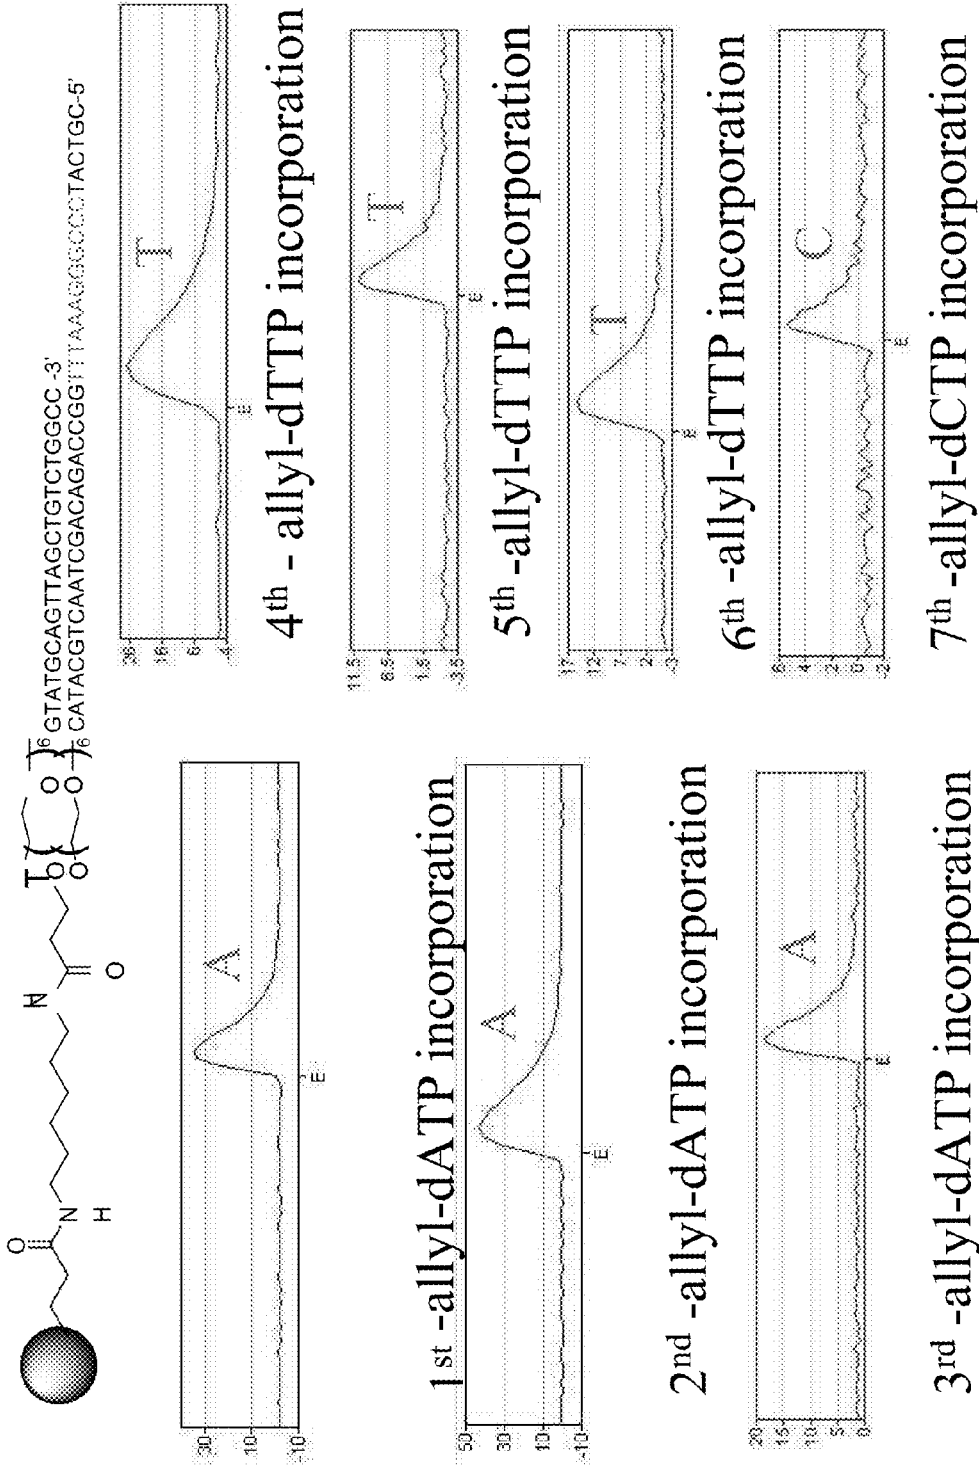 GTATGCAGTTAGCTGTCTGGCC -3'
CATACGTCAATCGACAGACCGGTTTAAAGGGCCCTACTGC-5'
O
N
H
N
H
O
T
O
O
)6
O
O
)6
30
10
-10
A
E
1st -allyl-dATP incorporation
50
30
10
-10
A
E
2nd -allyl-dATP incorporation
20
15
10
5
0
A
E
3rd -allyl-dATP incorporation
26
16
6
-4
T
E
4th - allyl-dTTP incorporation
11.5
6.5
1.5
-3.5
T
E
5th -allyl-dTTP incorporation
17
12
7
2
-3
T
E
6th -allyl-dTTP incorporation
6
4
2
0
-2
C
E
7th -allyl-dCTP incorporation